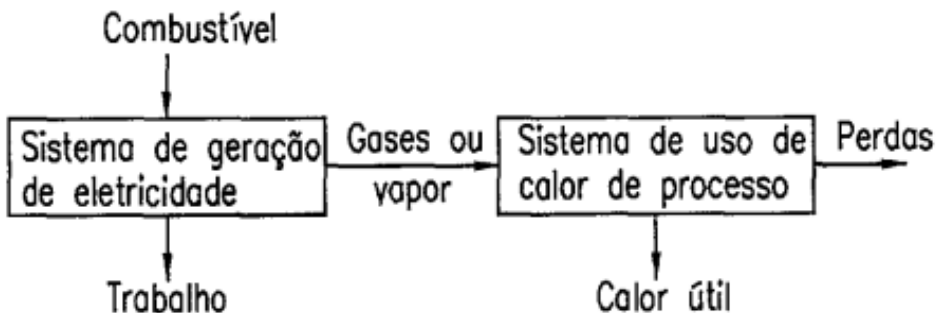 Combustível
Sistema de geração
de eletricidade
Gases ou
vapor
Sistema de uso de
calor de processo
Perdas
Trabalho
Calor útil